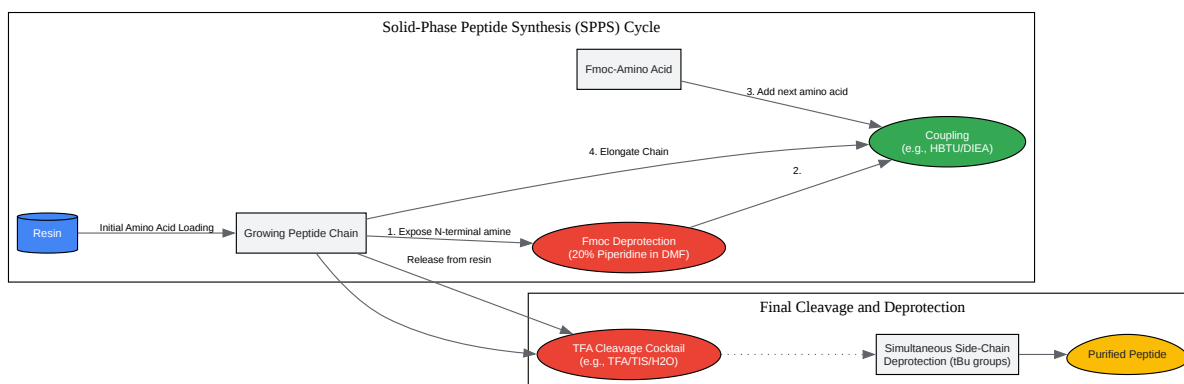 Solid-Phase Peptide Synthesis (SPPS) Cycle
Fmoc-Amino Acid
3. Add next amino acid
Coupling
(e.g., HBTU/DIEA)
4. Elongate Chain
2.
Resin
Initial Amino Acid Loading
Growing Peptide Chain
1. Expose N-terminal amine
Fmoc Deprotection
(20% Piperidine in DMF)
Release from resin
Final Cleavage and Deprotection
TFA Cleavage Cocktail
(e.g., TFA/TIS/H2O)
Simultaneous Side-Chain
Deprotection (tBu groups)
Purified Peptide